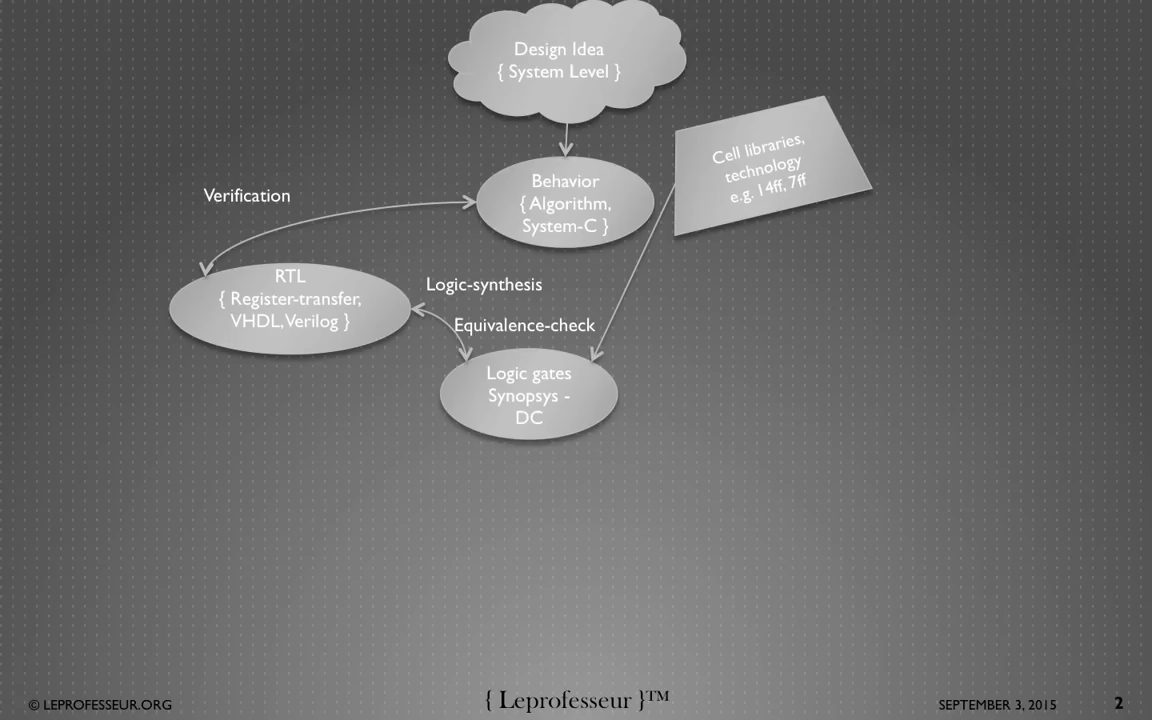 Design Idea
{ System Level }
Cell libraries,
technology
e.g. 14ff, 7ff
Behavior
{ Algorithm,
System-C }
Verification
RTL
{ Register-transfer,
VHDL, Verilog }
Logic-synthesis
Equivalence-check
Logic gates
Synopsys -
DC
© LEPROFESSEUR.ORG
{ Leprofesseur }™
SEPTEMBER 3, 2015
2